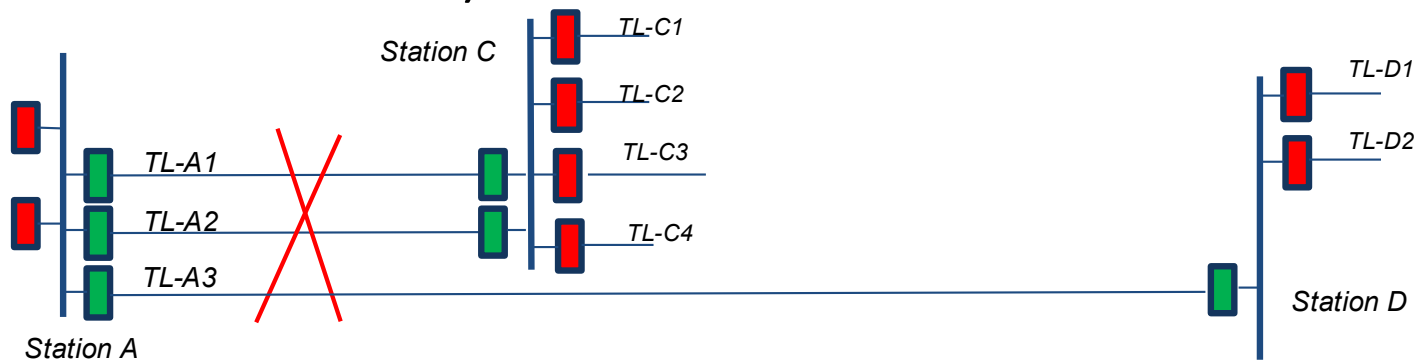 TL-C1
Station C
TL-C2
TL-C3
TL-C4
TL-A1
TL-A2
TL-A3
Station A
TL-D1
TL-D2
Station D